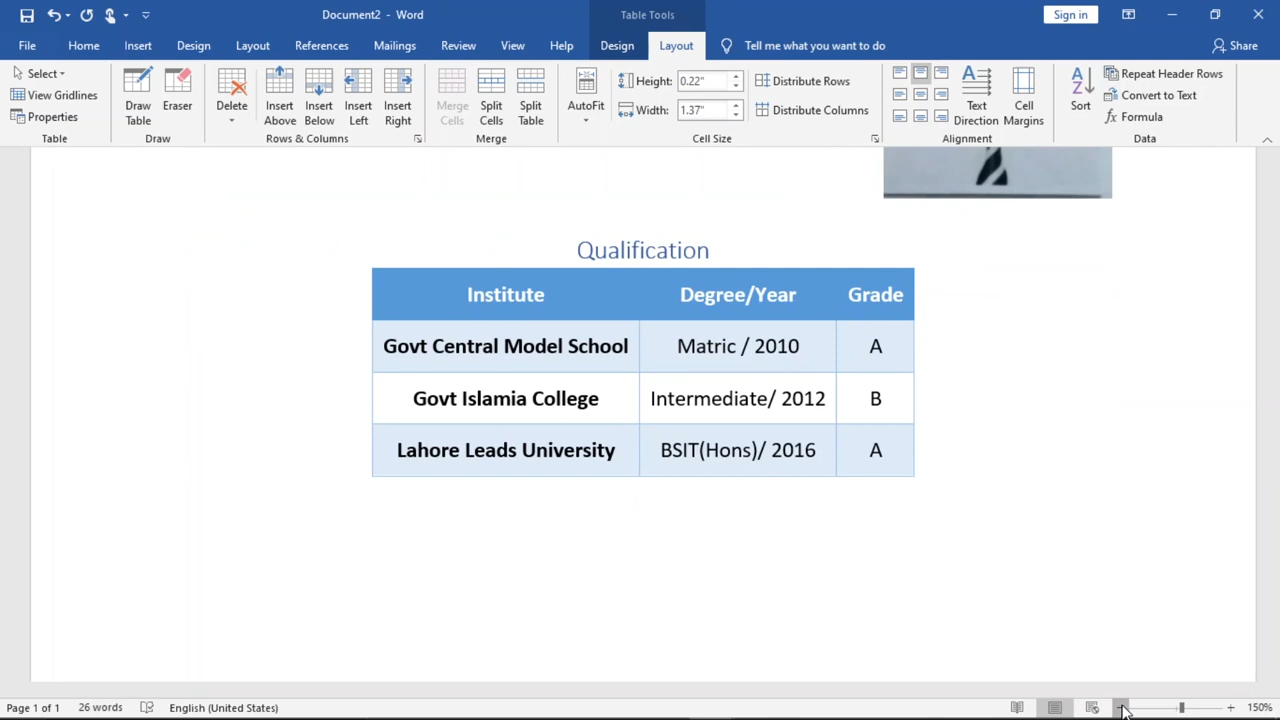 Document2 - Word
Table Tools
Sign in
File Home Insert Design Layout References Mailings Review View Help Design Layout Tell me what you want to do Share
Select
View Gridlines
Properties
Table
Draw Table
Eraser
Draw
Delete
Insert Above
Insert Below
Insert Left
Insert Right
Rows & Columns
Merge Cells
Split Cells
Split Table
Merge
AutoFit
Height: 0.22"
Width: 1.37"
Distribute Rows
Distribute Columns
Cell Size
Text Direction
Cell Margins
Alignment
Sort
Repeat Header Rows
Convert to Text
Formula
Data
Qualification
Institute Degree/Year Grade
Govt Central Model School Matric / 2010 A
Govt Islamia College Intermediate/ 2012 B
Lahore Leads University BSIT(Hons)/ 2016 A
Page 1 of 1 26 words English (United States) 150%